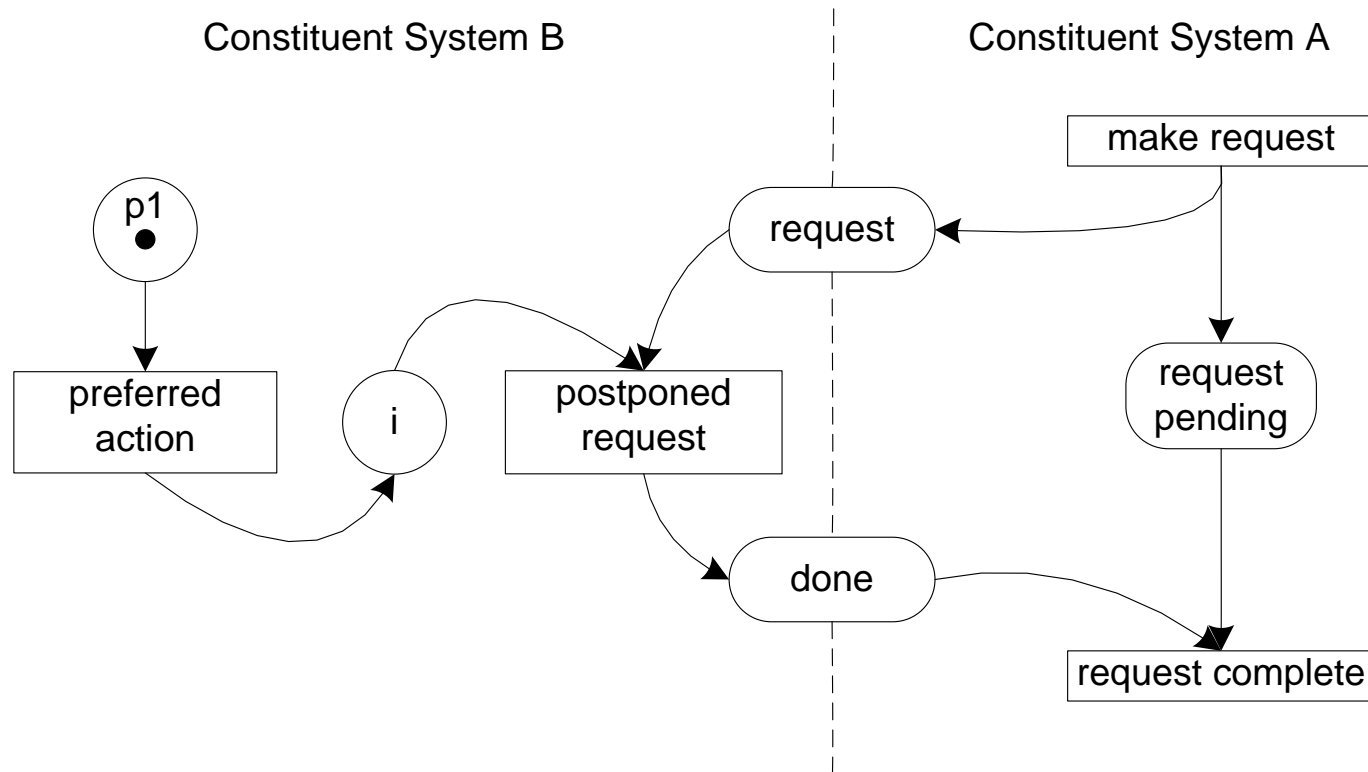 Constituent System B
Constituent System A
make request
p1
request
preferred
action
i
postponed
request
request
pending
done
request complete